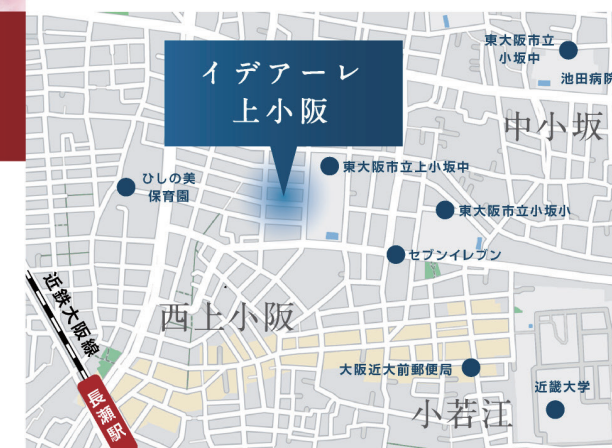 東大阪市立
小坂中
池田病院
イデアーレ
上小阪
中小坂
東大阪市立上小坂中
ひしの美
保育園
東大阪市立小坂小
セブンイレブン
近鉄大阪線
西上小阪
大阪近大前郵便局
近畿大学
長瀬駅
小若江